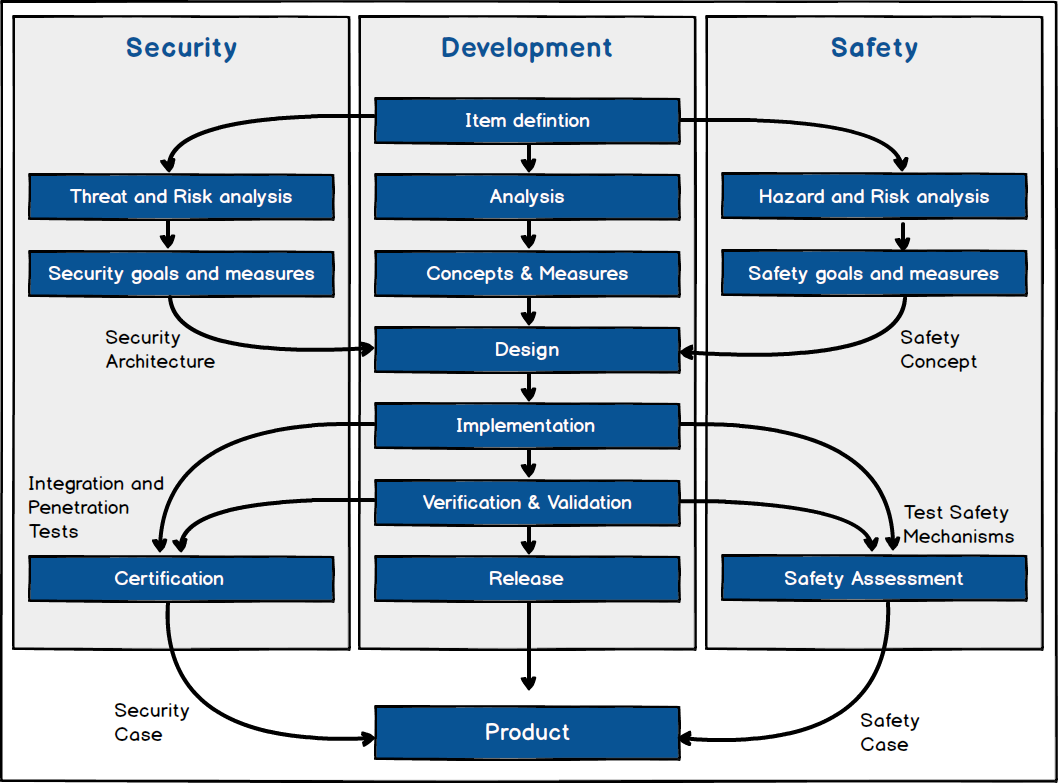 Security
Development
Safety
Item defintion
Threat and Risk analysis
Analysis
Hazard and Risk analysis
Security goals and measures
Concepts & Measures
Safety goals and measures
Security
Architecture
Design
Safety
Concept
Implementation
Integration and
Penetration
Tests
Verification & Validation
Test Safety
Mechanisms
Certification
Release
Safety Assessment
Security
Case
Product
Safety
Case